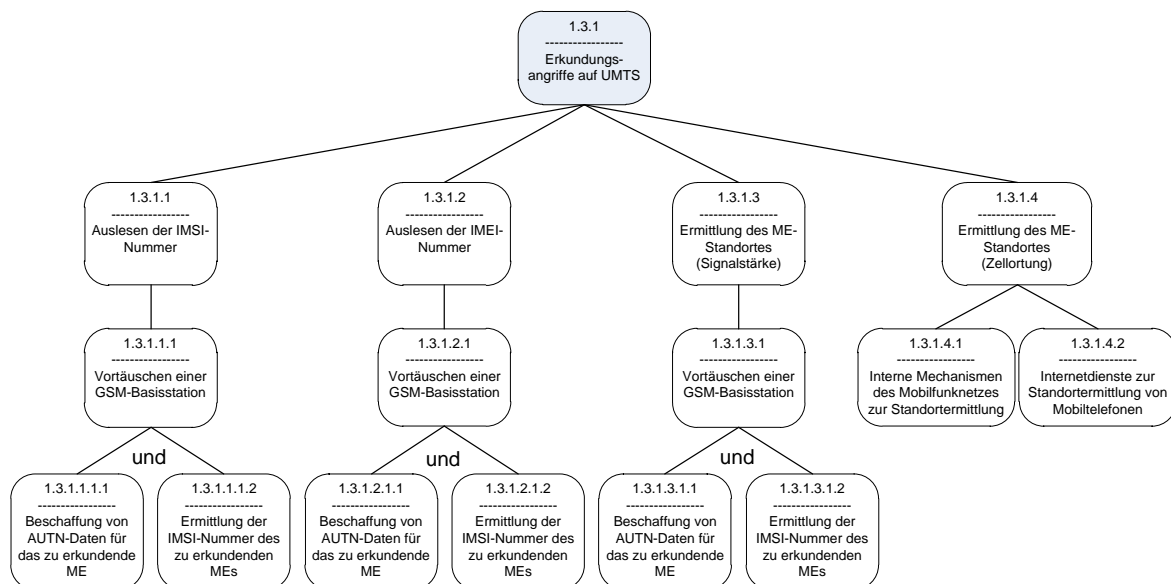 1.3.1
-----------------
Erkundungs-
angriffe auf UMTS
1.3.1.1
-----------------
Auslesen der IMSI-
Nummer
1.3.1.2
-----------------
Auslesen der IMEI-
Nummer
1.3.1.3
-----------------
Ermittlung des ME-
Standortes
(Signalstärke)
1.3.1.4
-----------------
Ermittlung des ME-
Standortes
(Zellortung)
1.3.1.1.1
-----------------
Vortäuschen einer
GSM-Basisstation
1.3.1.2.1
-----------------
Vortäuschen einer
GSM-Basisstation
1.3.1.3.1
-----------------
Vortäuschen einer
GSM-Basisstation
1.3.1.4.1
-----------------
Interne Mechanismen
des Mobilfunknetzes
zur Standortermittlung
1.3.1.4.2
-----------------
Internetdienste zur
Standortermittlung von
Mobiltelefonen
und
und
und
1.3.1.1.1.1
-----------------
Beschaffung von
AUTN-Daten für
das zu erkundende
ME
1.3.1.1.1.2
-----------------
Ermittlung der
IMSI-Nummer des
zu erkundenden
MEs
1.3.1.2.1.1
-----------------
Beschaffung von
AUTN-Daten für
das zu erkundende
ME
1.3.1.2.1.2
-----------------
Ermittlung der
IMSI-Nummer des
zu erkundenden
MEs
1.3.1.3.1.1
-----------------
Beschaffung von
AUTN-Daten für
das zu erkundende
ME
1.3.1.3.1.2
-----------------
Ermittlung der
IMSI-Nummer des
zu erkundenden
MEs